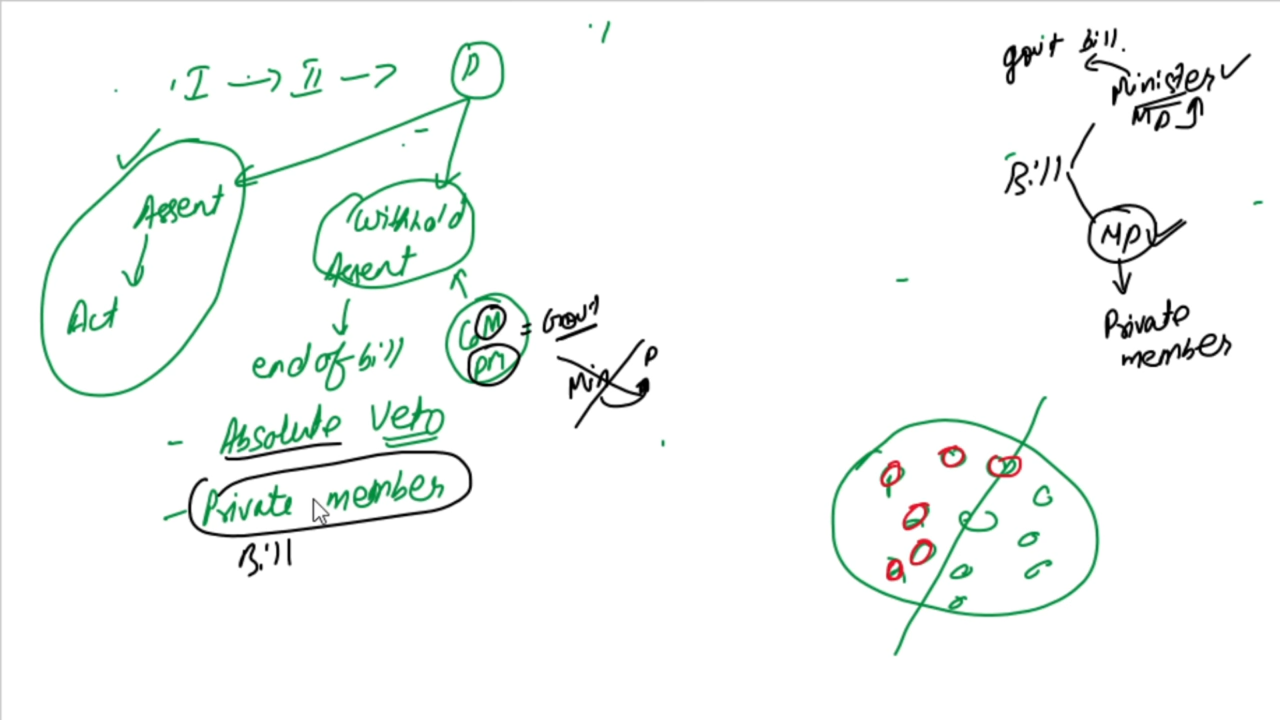 I → II → P
Assent
Act
Withhold
Assent
end of bill
CoM = Govt
PM
Min P
- Absolute Veto
- Private member
Bill
gov't bill.
Minister ✓
MP
Bill
MP ✓
Private
member